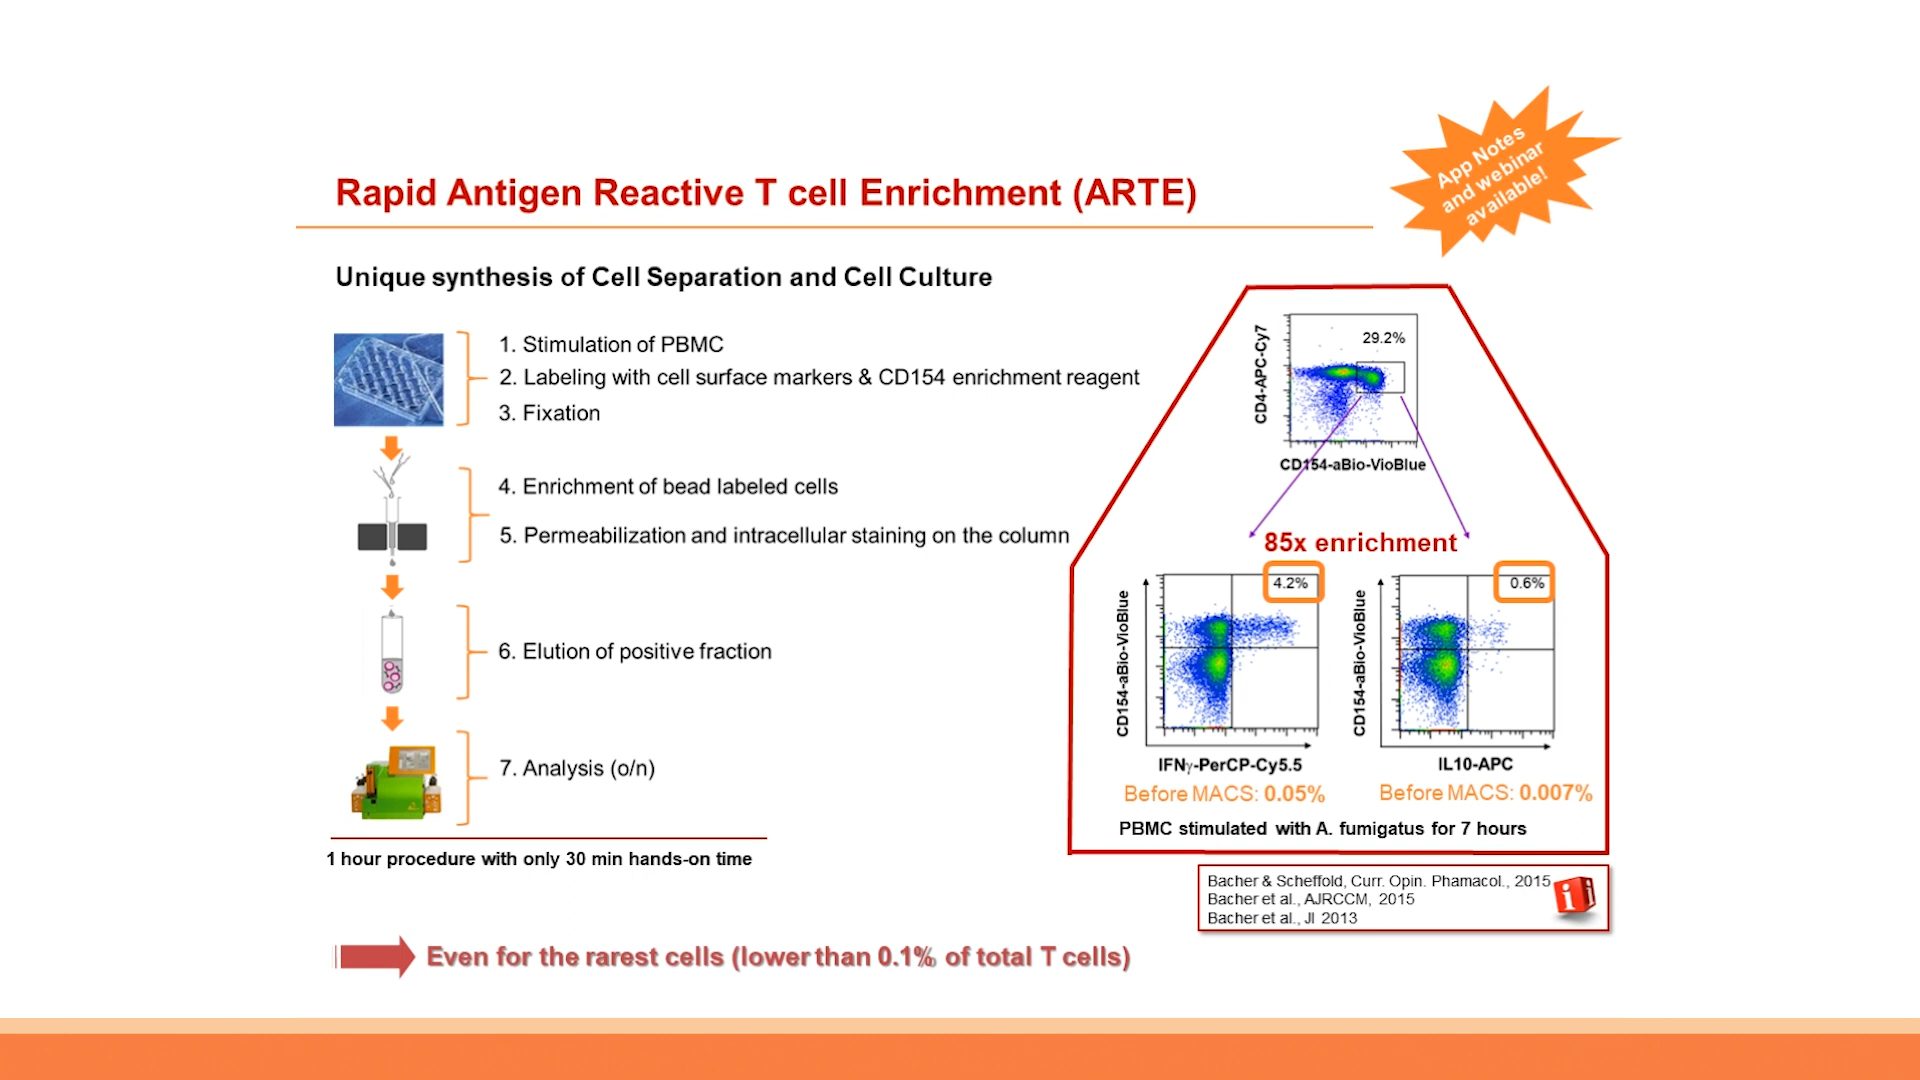 App Notes
and webinar
available!
Rapid Antigen Reactive T cell Enrichment (ARTE)
Unique synthesis of Cell Separation and Cell Culture
1. Stimulation of PBMC
2. Labeling with cell surface markers & CD154 enrichment reagent
3. Fixation
4. Enrichment of bead labeled cells
5. Permeabilization and intracellular staining on the column
6. Elution of positive fraction
7. Analysis (o/n)
1 hour procedure with only 30 min hands-on time
CD4-APC-Cy7
29.2%
CD154-aBio-VioBlue
85x enrichment
CD154-aBio-VioBlue
4.2%
IFNγ-PerCP-Cy5.5
Before MACS: 0.05%
CD154-aBio-VioBlue
0.6%
IL10-APC
Before MACS: 0.007%
PBMC stimulated with A. fumigatus for 7 hours
Bacher & Scheffold, Curr. Opin. Phamacol., 2015
Bacher et al., AJRCCM, 2015
Bacher et al., JI 2013
Even for the rarest cells (lower than 0.1% of total T cells)